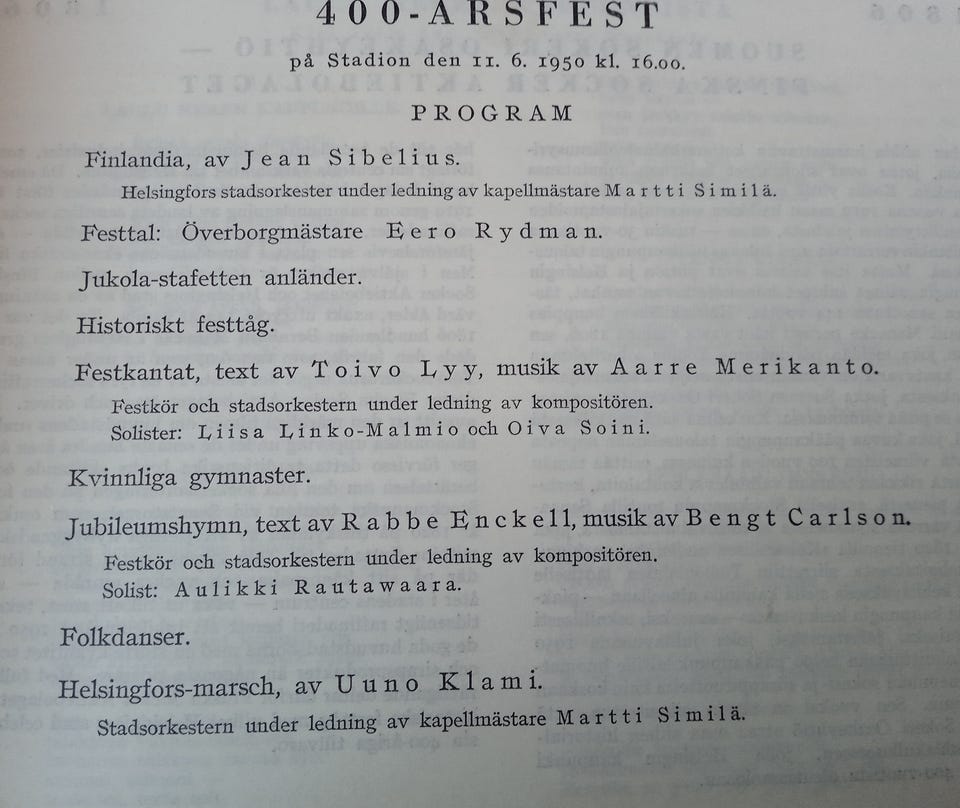 400-ÅRSFEST
på Stadion den 11. 6. 1950 kl. 16.00.
PROGRAM
Finlandia, av Jean Sibelius.
Helsingfors stadsorkester under ledning av kapellmästare Martti Similä.
Festtal: Överborgmästare Eero Rydman.
Jukola-stafetten anländer.
Historiskt festtåg.
Festkantat, text av Toivo Lyy, musik av Aarre Merikanto.
Festkör och stadsorkestern under ledning av kompositören.
Solister: Liisa Linko-Malmio och Oiva Soini.
Kvinnliga gymnaster.
Jubileumshymn, text av Rabbe Enckell, musik av Bengt Carlson.
Festkör och stadsorkestern under ledning av kompositören.
Solist: Aulikki Rautawaara.
Folkdanser.
Helsingfors-marsch, av Uuno Klami.
Stadsorkestern under ledning av kapellmästare Martti Similä.